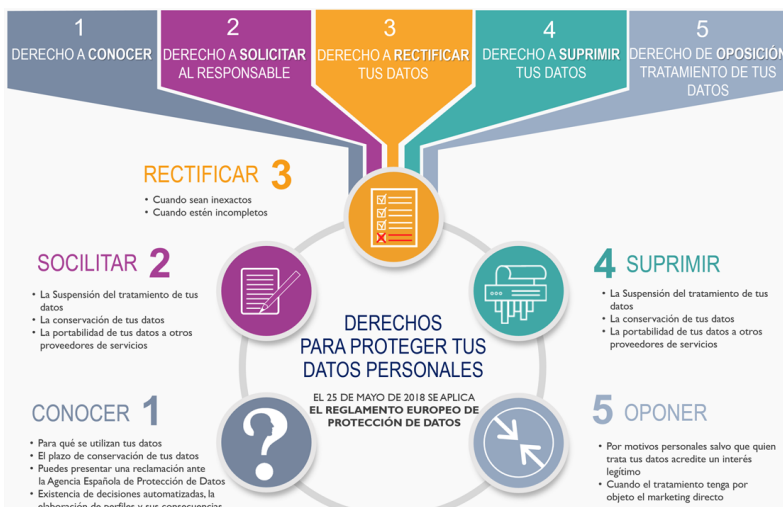 1
DERECHO A CONOCER
2
DERECHO A SOLICITAR
AL RESPONSABLE
3
DERECHO A RECTIFICAR
TUS DATOS
4
DERECHO A SUPRIMIR
TUS DATOS
5
DERECHO DE OPOSICIÓN
TRATAMIENTO DE TUS
DATOS
RECTIFICAR 3
• Cuando sean inexactos
• Cuando estén incompletos
SOCILITAR 2
• La Suspensión del tratamiento de tus
datos
• La conservación de tus datos
• La portabilidad de tus datos a otros
proveedores de servicios
4 SUPRIMIR
• La Suspensión del tratamiento de tus
datos
• La conservación de tus datos
• La portabilidad de tus datos a otros
proveedores de servicios
DERECHOS
PARA PROTEGER TUS
DATOS PERSONALES
EL 25 DE MAYO DE 2018 SE APLICA
EL REGLAMENTO EUROPEO DE
PROTECCIÓN DE DATOS
CONOCER 1
• Para qué se utilizan tus datos
• El plazo de conservación de tus datos
• Puedes presentar una reclamación ante
la Agencia Española de Protección de Datos
• Existencia de decisiones automatizadas, la
elaboración de perfiles y sus consecuencias
?
5 OPONER
• Por motivos personales salvo que quien
trata tus datos acredite un interés
legítimo
• Cuando el tratamiento tenga por
objeto el marketing directo